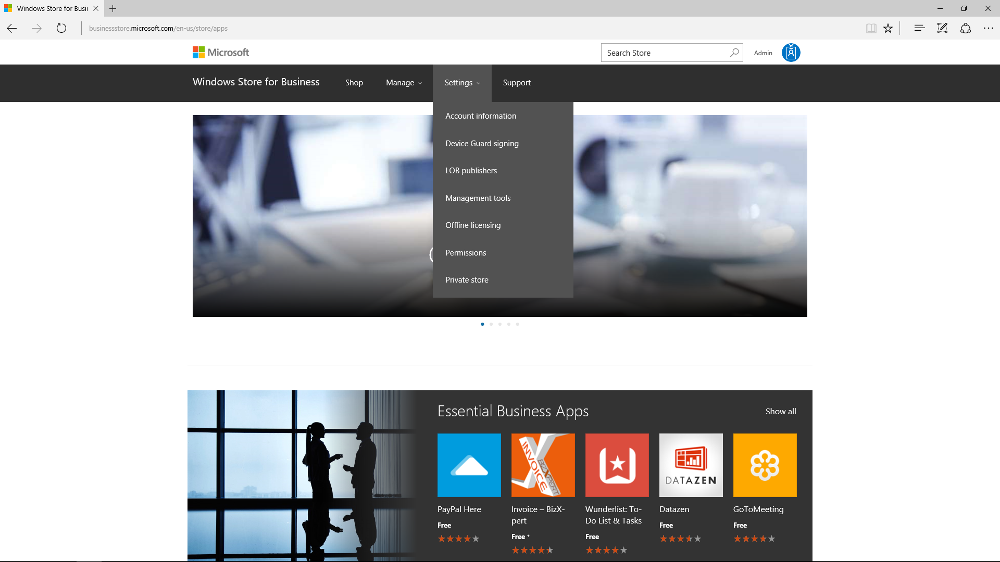 Windows Store for Busi
businessstore.microsoft.com/en-us/store/apps
Microsoft
Search Store
Admin
Windows Store for Business
Shop
Manage
Settings
Support
Account information
Device Guard signing
LOB publishers
Management tools
Offline licensing
Permissions
Private store
Essential Business Apps
Show all
INVOICE
BIZXPERT
DATAZEN
PayPal Here
Free
Invoice – BizX-
pert
Free +
Wunderlist: To-
Do List & Tasks
Free
Datazen
Free
GoToMeeting
Free